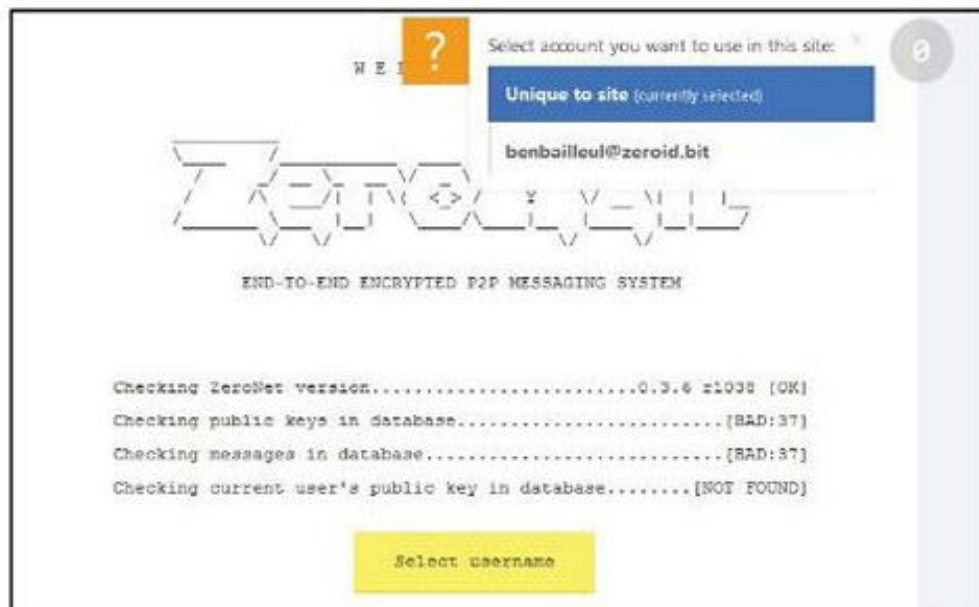 ?
Select account you want to use in this site:
0
Unique to site (currently selected)
benbailleul@zeroid.bit
W E
ZeroMail
END-TO-END ENCRYPTED P2P MESSAGING SYSTEM
Checking ZeroNet version.........................0.3.6 r1038 [OK]
Checking public keys in database.........................[BAD:37]
Checking messages in database............................[BAD:37]
Checking current user's public key in database........[NOT FOUND]
Select username